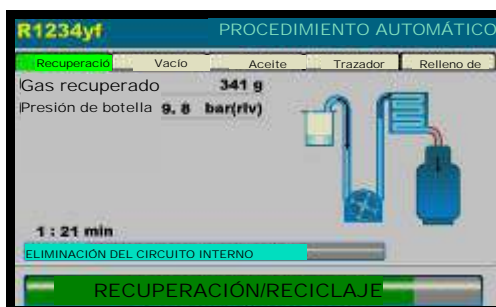 R1234yf PROCEDIMIENTO AUTOMÁTICO
Recuperació Vacío Aceite Trazador Relleno de
Gas recuperado 341 g
Presión de botella 9.8 bar(rlv)
1:21 min
ELIMINACIÓN DEL CIRCUITO INTERNO
RECUPERACIÓN/RECICLAJE